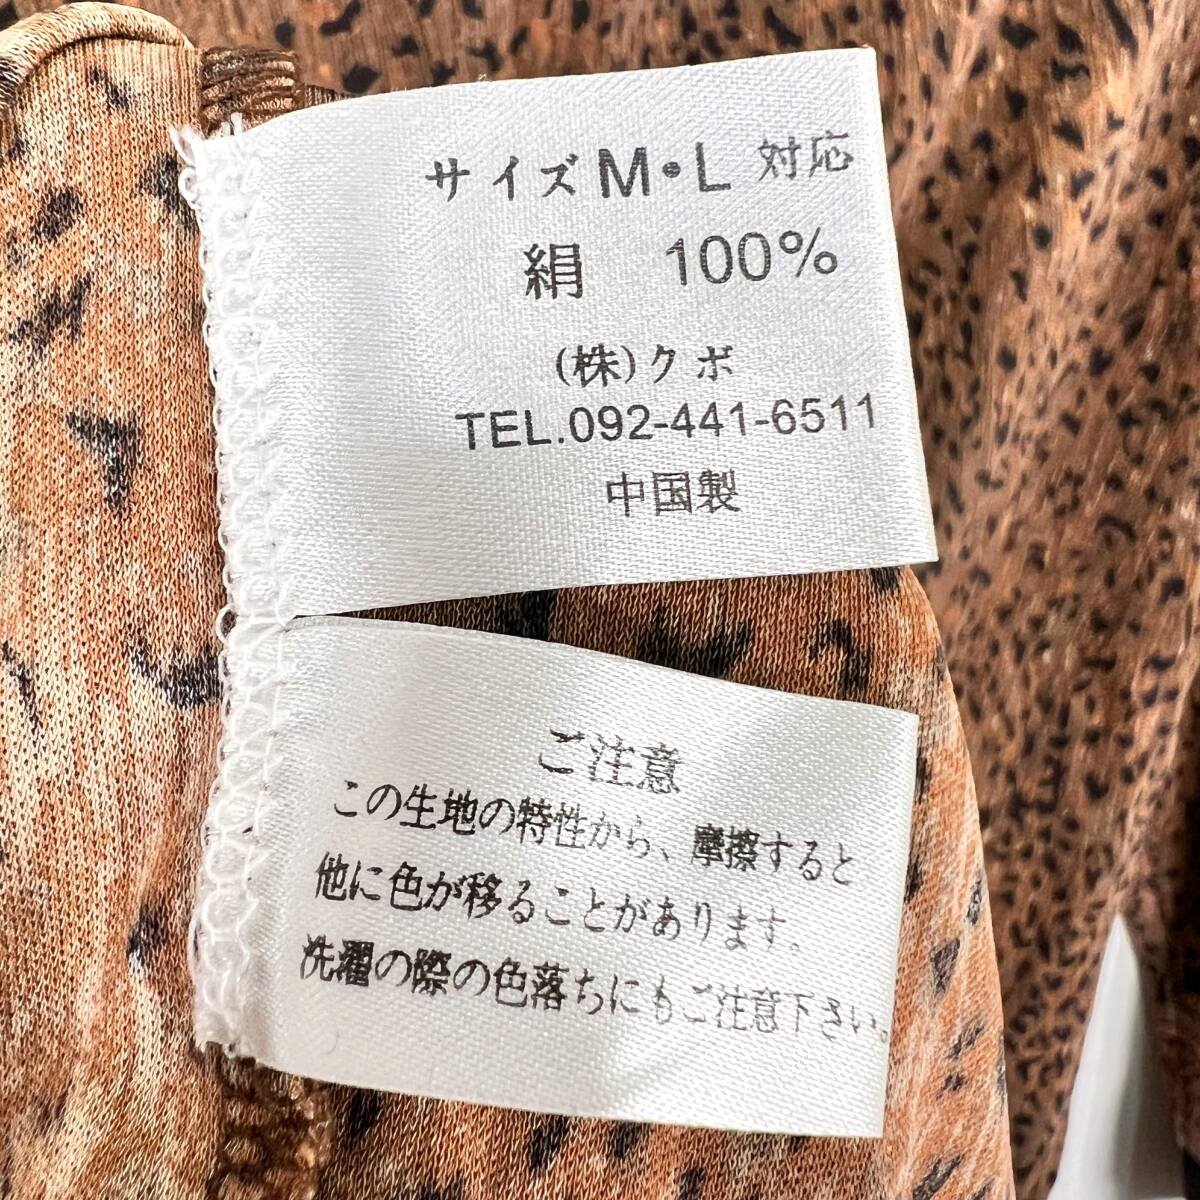 サイズ M・L 対応
絹 100%
(株)クボ
TEL.092-441-6511
中国製
ご注意
この生地の特性から、摩擦すると
他に色が移ることがあります
洗濯の際の色落ちにもご注意下さい。